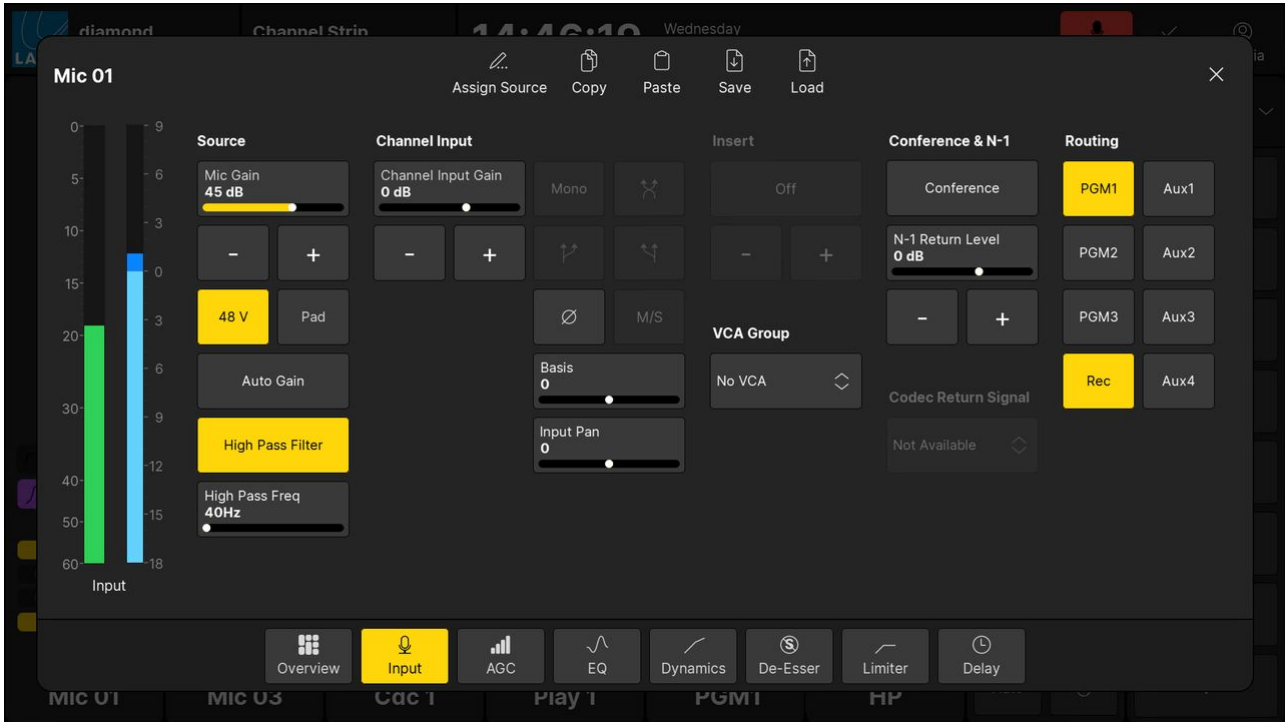 diamond
Channel Strip
14:46:19
Wednesday
LA
Mic 01
Assign Source
Copy
Paste
Save
Load
0
5
10
15
20
30
40
50
60
9
6
3
0
3
6
9
-12
-15
-18
Input
Source
Mic Gain
45 dB
-
+
48 V
Pad
Auto Gain
High Pass Filter
High Pass Freq
40Hz
Channel Input
Channel Input Gain
0 dB
-
+
Mono
Ø
M/S
Basis
0
Input Pan
0
Insert
Off
-
+
VCA Group
No VCA
Conference & N-1
Conference
N-1 Return Level
0 dB
-
+
Codec Return Signal
Not Available
Routing
PGM1
Aux1
PGM2
Aux2
PGM3
Aux3
Rec
Aux4
Overview
Input
AGC
EQ
Dynamics
De-Esser
Limiter
Delay
Mic 01
Mic 03
Cdc 1
Play 1
PGM1
HP